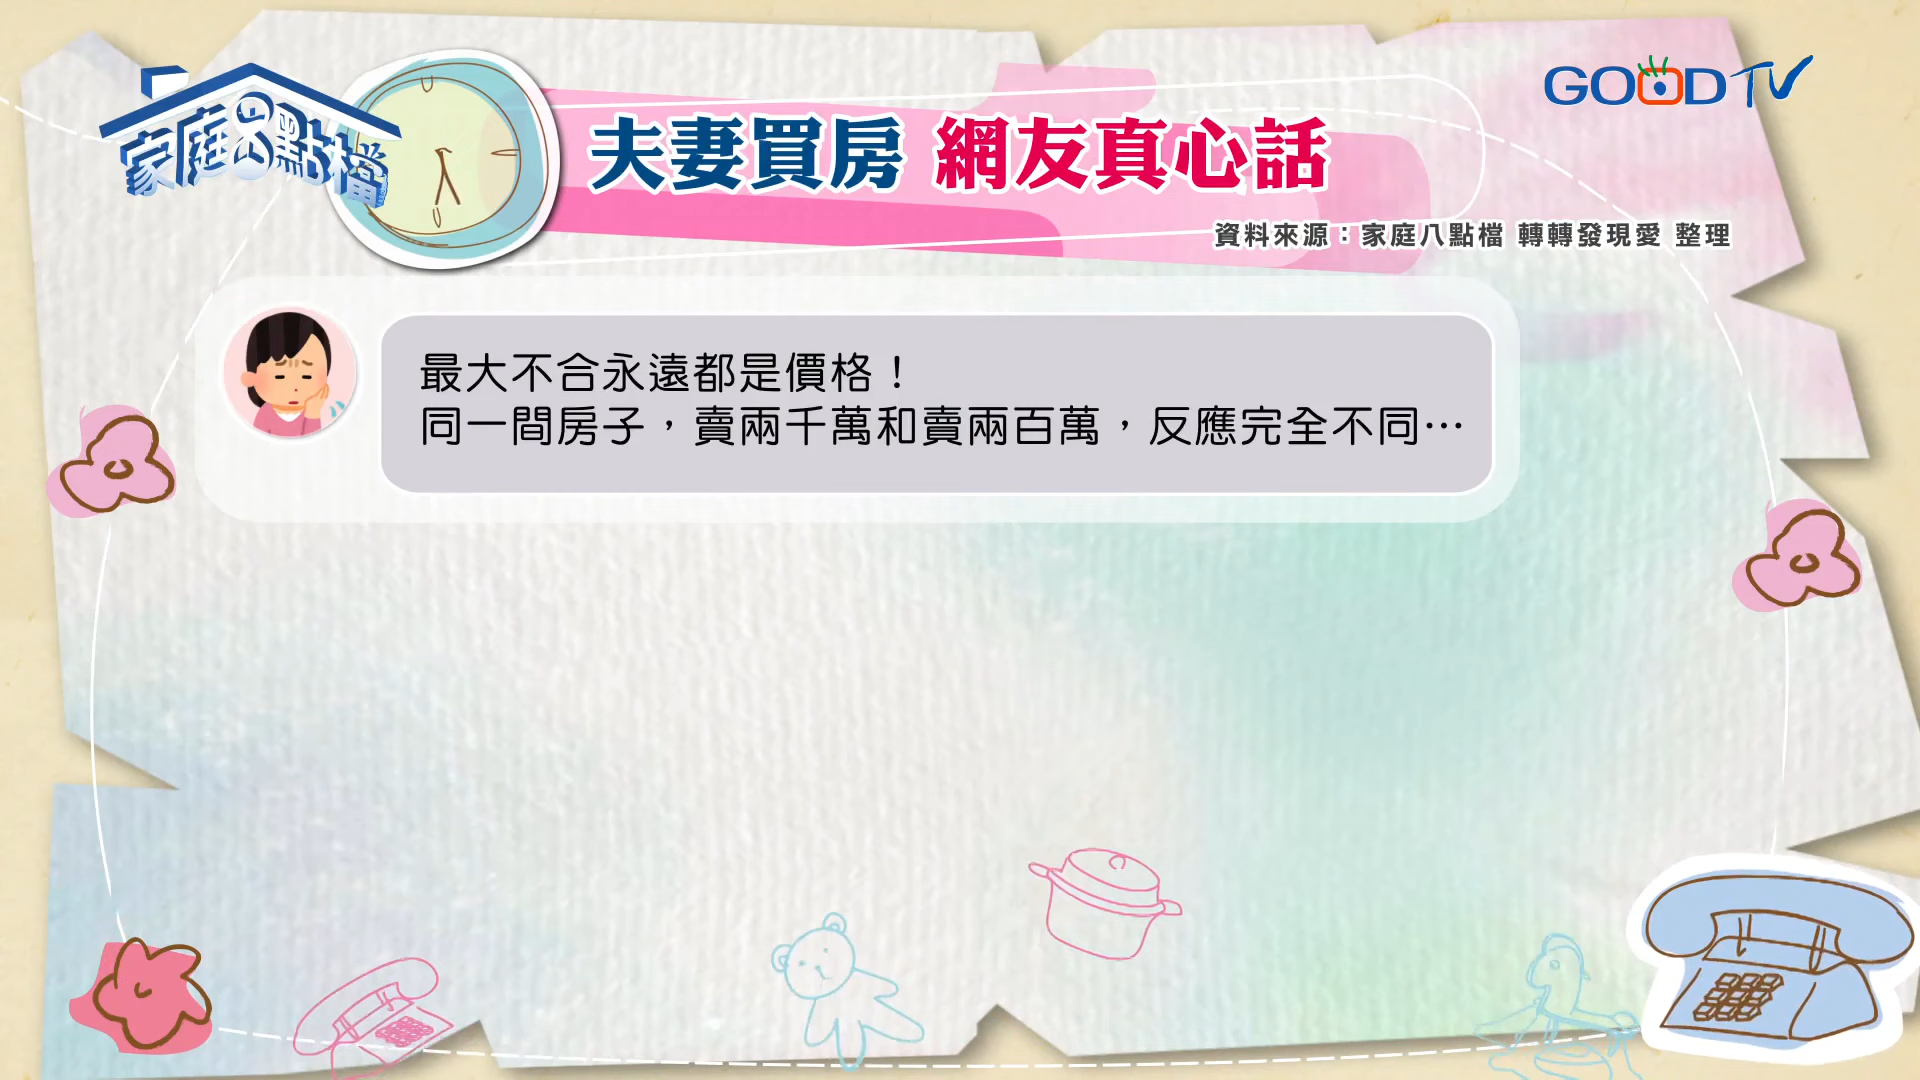 家庭8點檔
夫妻買房 網友真心話
GOODTV
資料來源：家庭八點檔 轉轉發現愛 整理
最大不合永遠都是價格！
同一間房子，賣兩千萬和賣兩百萬，反應完全不同…